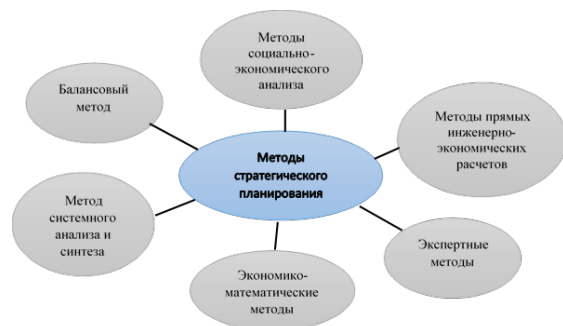 Методы
социально-
экономического
анализа
Балансовый
метод
Методы прямых
инженерно-
экономических
расчетов
Методы
стратегического
планирования
Метод
системного
анализа и
синтеза
Экспертные
методы
Экономико-
математические
методы